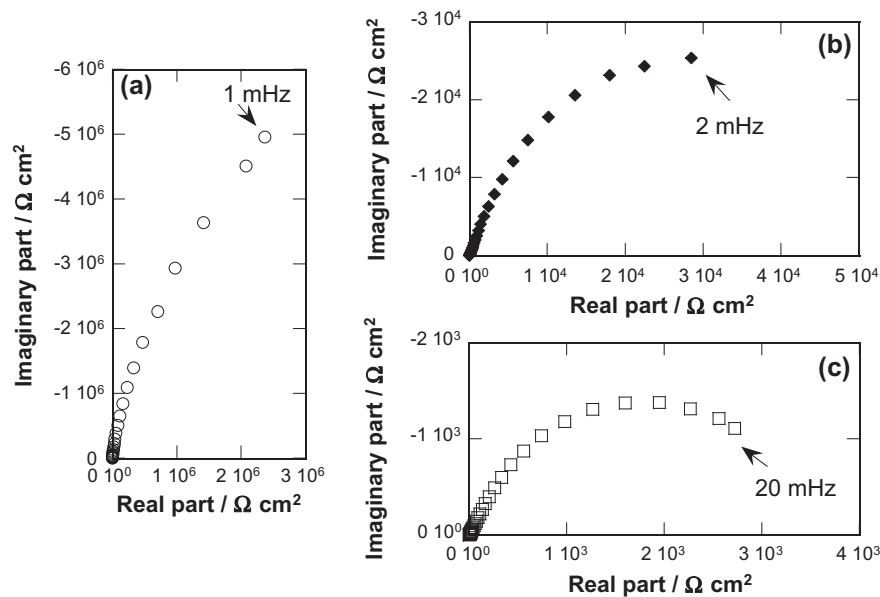 (a)
1 mHz
-6 10⁶
-5 10⁶
-4 10⁶
-3 10⁶
-2 10⁶
-1 10⁶
0
0 10⁰
1 10⁶
2 10⁶
3 10⁶
Imaginary part / Ω cm²
Real part / Ω cm²
(b)
2 mHz
-3 10⁴
-2 10⁴
-1 10⁴
0
0 10⁰
1 10⁴
2 10⁴
3 10⁴
4 10⁴
5 10⁴
Imaginary part / Ω cm²
Real part / Ω cm²
(c)
20 mHz
-2 10³
-1 10³
0 10⁰
0 10⁰
1 10³
2 10³
3 10³
4 10³
Imaginary part / Ω cm²
Real part / Ω cm²